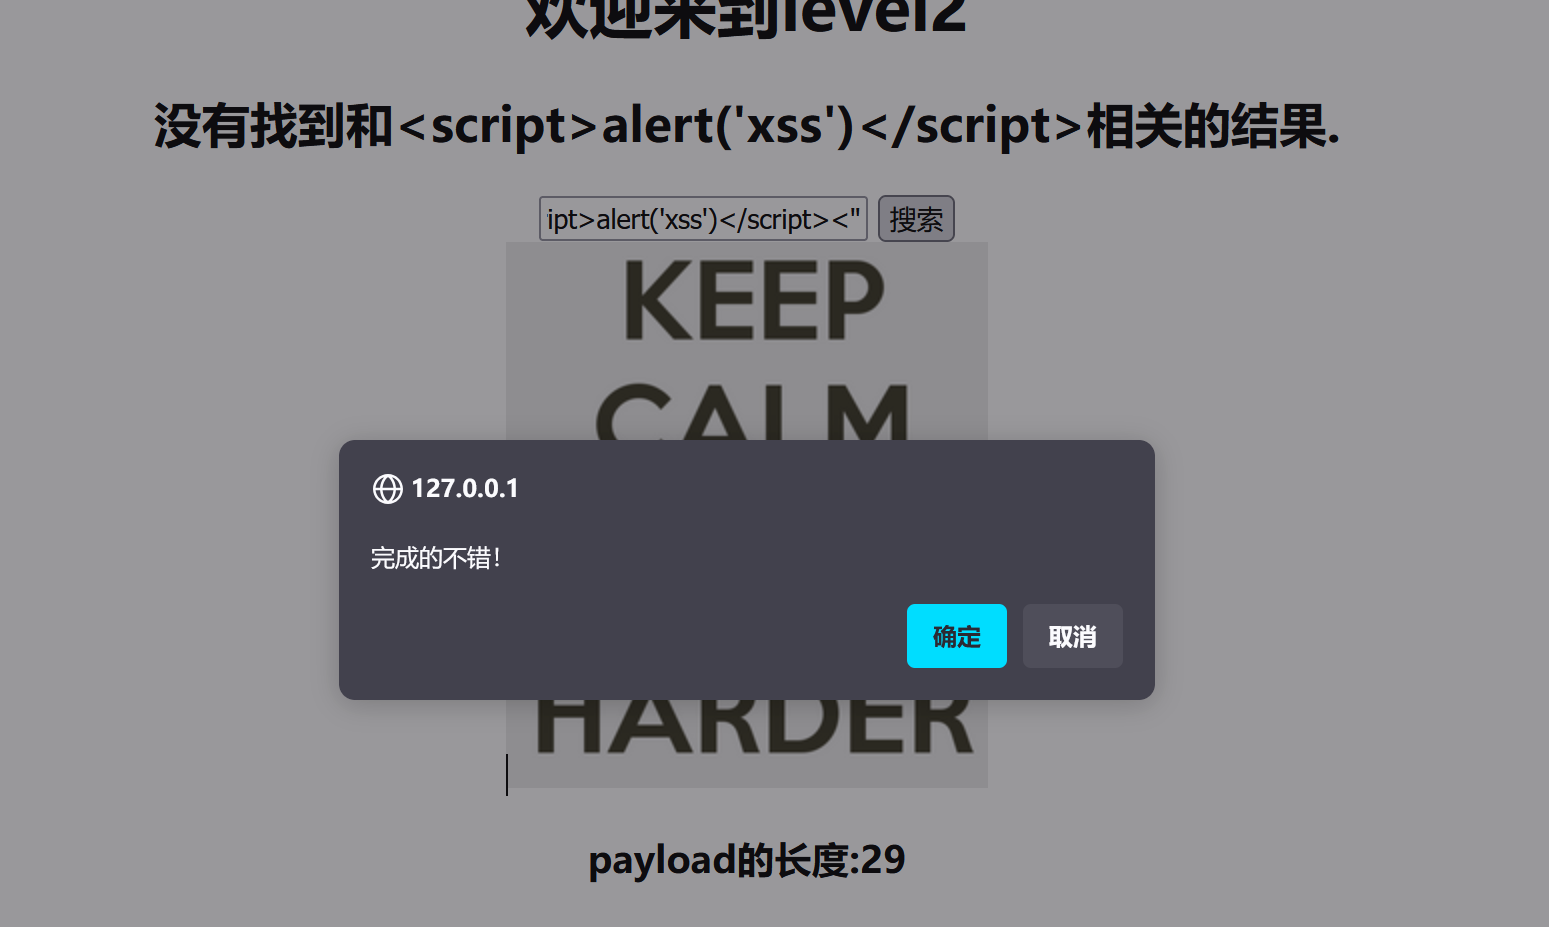 欢迎来到level2
没有找到和<script>alert('xss')</script>相关的结果.
ipt>alert('xss')</script><" 搜索
KEEP
CALM
127.0.0.1
完成的不错！
确定 取消
HARDER
payload的长度:29